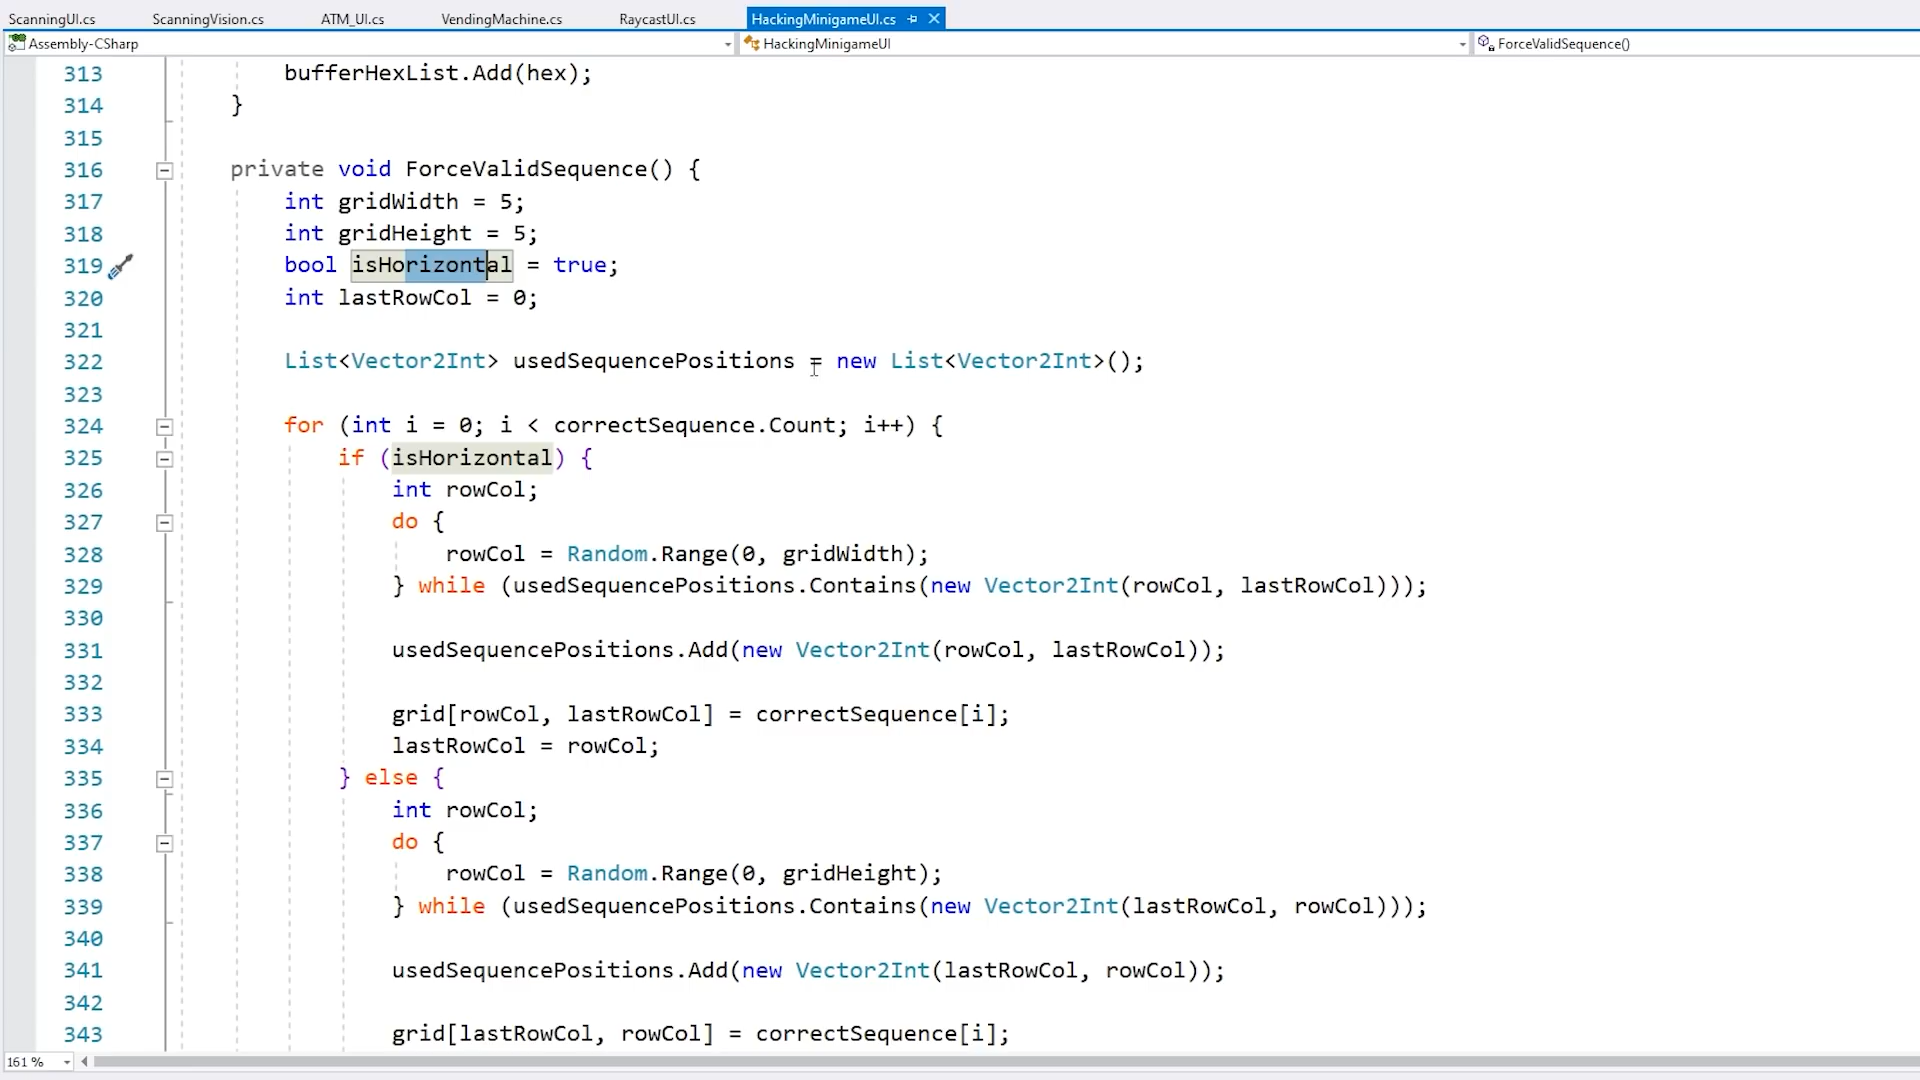 ScanningUI.cs ScanningVision.cs ATM_UI.cs VendingMachine.cs RaycastUI.cs HackingMinigameUI.cs
Assembly-CSharp HackingMinigameUI ForceValidSequence()
313 bufferHexList.Add(hex);
314 }
315
316 private void ForceValidSequence() {
317 int gridWidth = 5;
318 int gridHeight = 5;
319 bool isHorizontal = true;
320 int lastRowCol = 0;
321
322 List<Vector2Int> usedSequencePositions = new List<Vector2Int>();
323
324 for (int i = 0; i < correctSequence.Count; i++) {
325 if (isHorizontal) {
326 int rowCol;
327 do {
328 rowCol = Random.Range(0, gridWidth);
329 } while (usedSequencePositions.Contains(new Vector2Int(rowCol, lastRowCol)));
330
331 usedSequencePositions.Add(new Vector2Int(rowCol, lastRowCol));
332
333 grid[rowCol, lastRowCol] = correctSequence[i];
334 lastRowCol = rowCol;
335 } else {
336 int rowCol;
337 do {
338 rowCol = Random.Range(0, gridHeight);
339 } while (usedSequencePositions.Contains(new Vector2Int(lastRowCol, rowCol)));
340
341 usedSequencePositions.Add(new Vector2Int(lastRowCol, rowCol));
342
343 grid[lastRowCol, rowCol] = correctSequence[i];
161 %